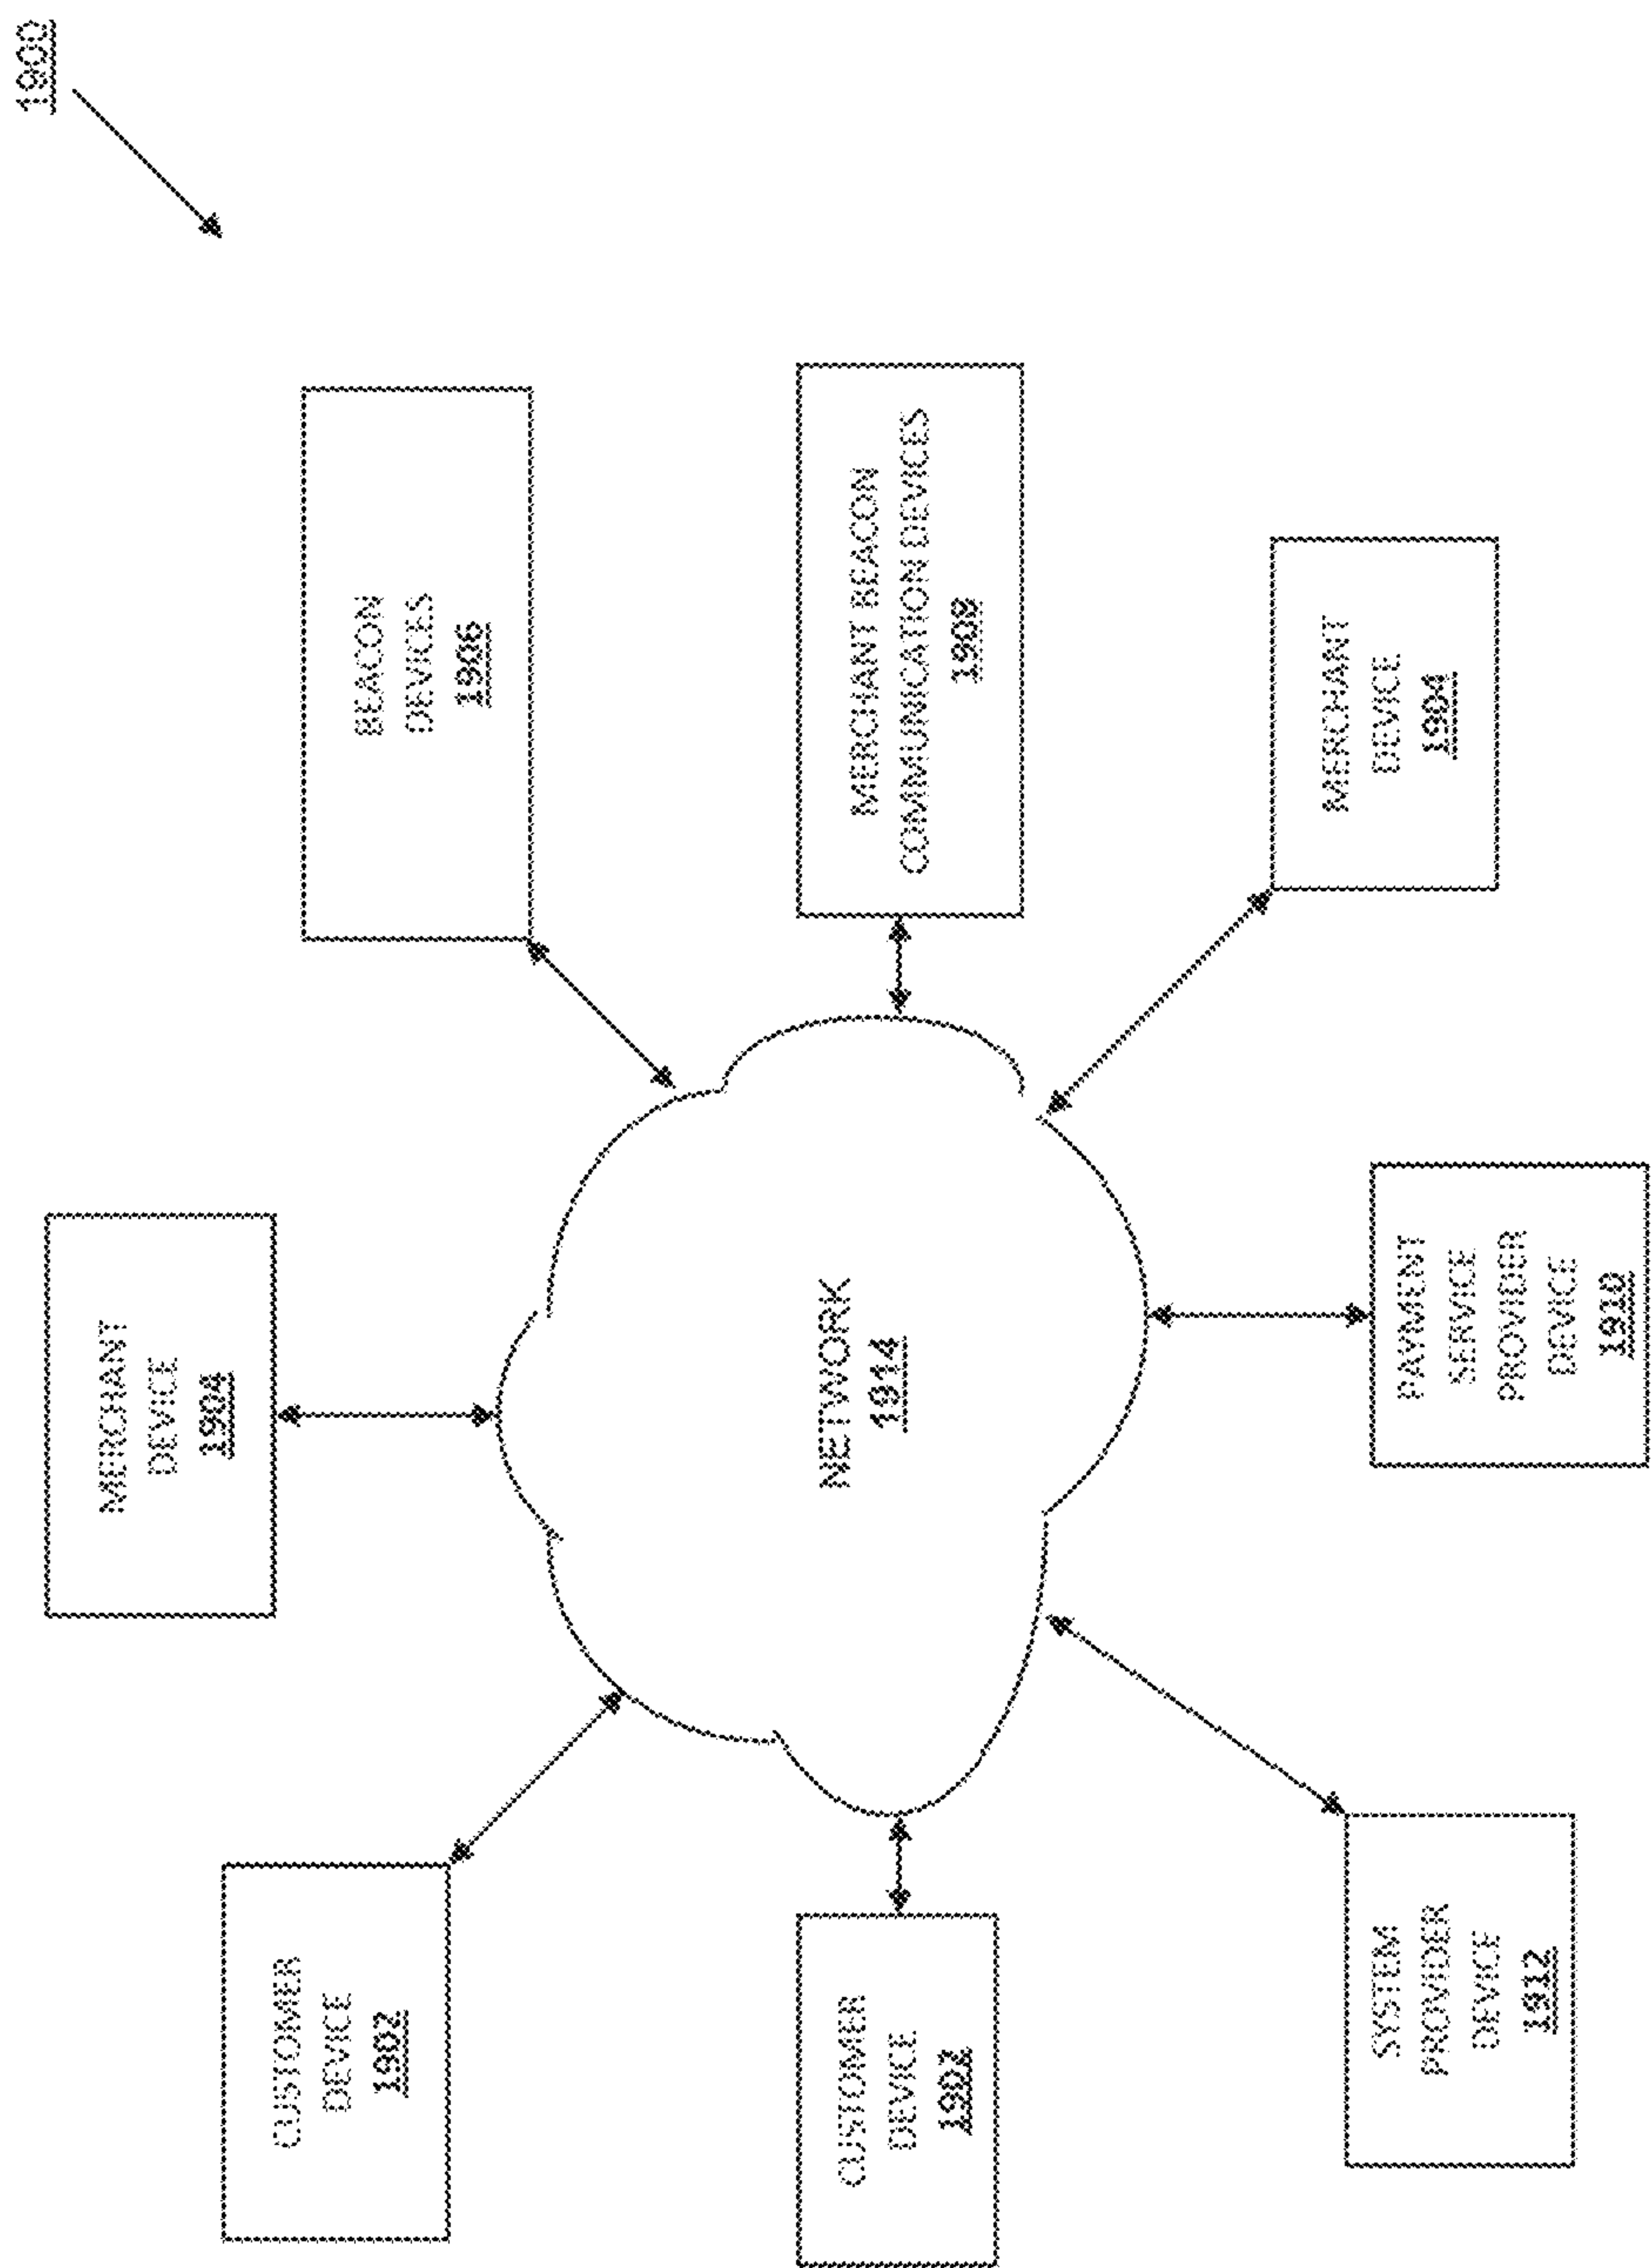 1900
MERCHANT
DEVICE
1904
CUSTOMER
DEVICE
1902
BEACON
DEVICES
1906
CUSTOMER
DEVICE
1902
NETWORK
1914
MERCHANT BEACON
COMMUNICATION DEVICES
1908
SYSTEM
PROVIDER
DEVICE
1912
PAYMENT
SERVICE
PROVIDER
DEVICE
1910
MERCHANT
DEVICE
1904